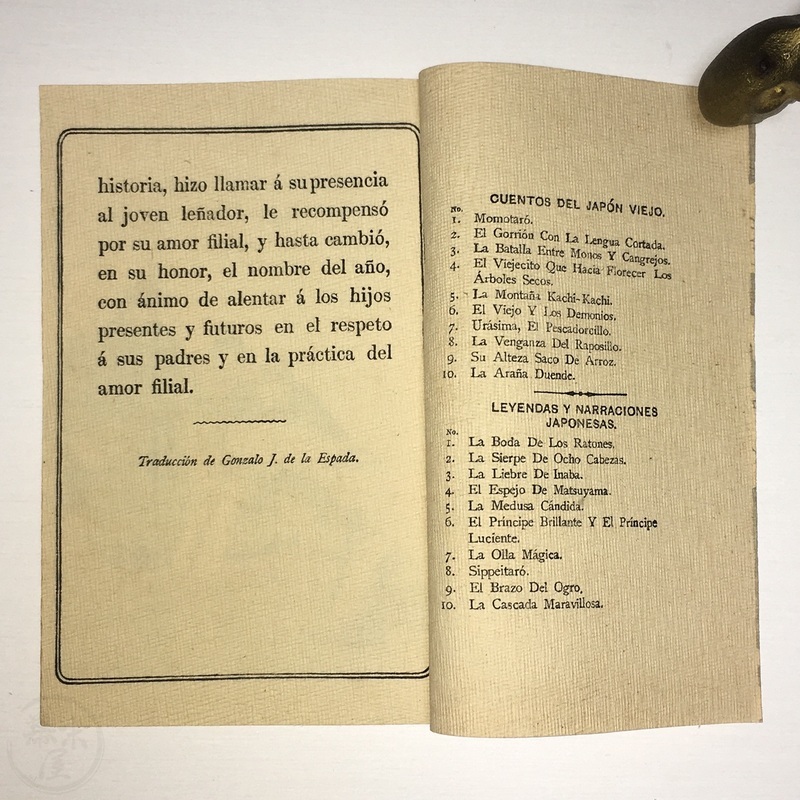 historia, hizo llamar á su presencia
al joven leñador, le recompensó
por su amor filial, y hasta cambió,
en su honor, el nombre del año,
con ánimo de alentar á los hijos
presentes y futuros en el respeto
á sus padres y en la práctica del
amor filial.
Traducción de Gonzalo J. de la Espada.
CUENTOS DEL JAPÓN VIEJO.
No.
1. Momotaró.
2. El Gorrión Con La Lengua Cortada.
3. La Batalla Entre Monos Y Cangrejos.
4. El Viejecito Que Hacía Florecer Los
Árboles Secos.
5. La Montaña Kachi-Kachi.
6. El Viejo Y Los Demonios.
7. Urásima, El Pescadorcillo.
8. La Venganza Del Raposillo.
9. Su Alteza Saco De Arroz.
10. La Araña Duende.
LEYENDAS Y NARRACIONES
JAPONESAS.
No.
1. La Boda De Los Ratones.
2. La Sierpe De Ocho Cabezas.
3. La Liebre De Inaba.
4. El Espejo De Matsuyama.
5. La Medusa Cándida.
6. El Príncipe Brillante Y El Príncipe
Luciente.
7. La Olla Mágica.
8. Sippeitaró.
9. El Brazo Del Ogro.
10. La Cascada Maravillosa.